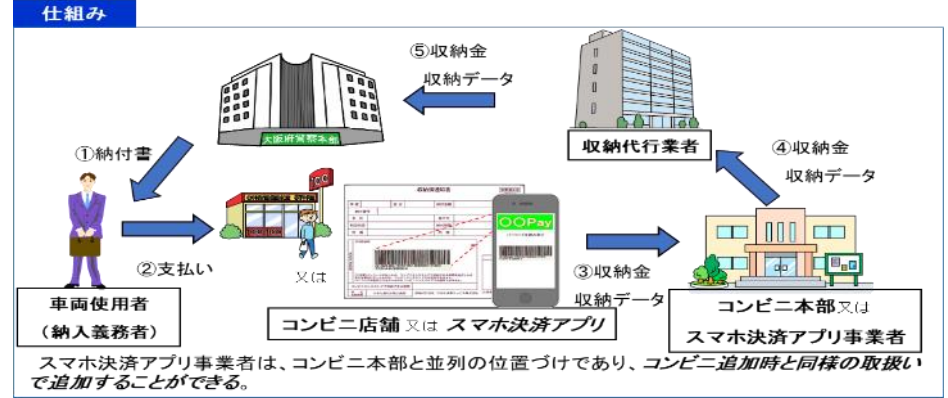 仕組み
⑤収納金
収納データ
大阪府警察本部
収納代行業者
①納付書
④収納金
収納データ
○○Pay
②支払い
又は
③収納金
収納データ
車両使用者
(納入義務者)
コンビニ店舗 又は スマホ決済アプリ
コンビニ本部 又は
スマホ決済アプリ事業者
スマホ決済アプリ事業者は、コンビニ本部と並列の位置づけであり、コンビニ追加時と同様の取扱い
で追加することができる。